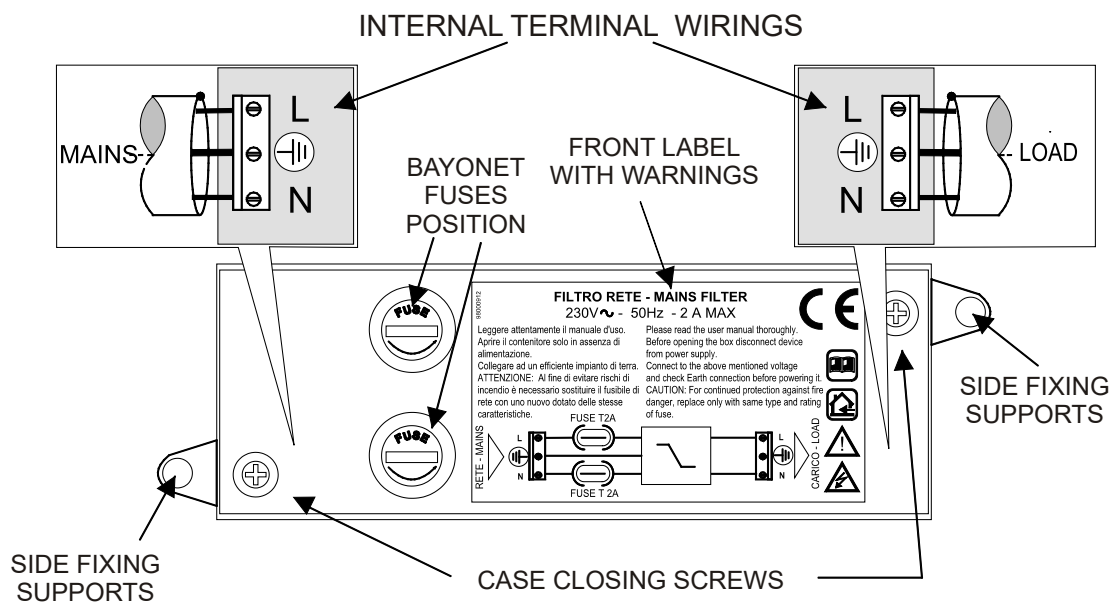 INTERNAL TERMINAL WIRINGS
MAINS
L
N
BAYONET
FUSES
POSITION
FRONT LABEL
WITH WARNINGS
L
N
LOAD
FUSE
FUSE
98000912
FILTRO RETE - MAINS FILTER
230V∿ - 50Hz - 2 A MAX
CE
Leggere attentamente il manuale d'uso.
Aprire il contenitore solo in assenza di
alimentazione.
Collegare ad un efficiente impianto di terra.
ATTENZIONE: Al fine di evitare rischi di
incendio è necessario sostituire il fusibile di
rete con uno nuovo dotato delle stesse
caratteristiche.
Please read the user manual thoroughly.
Before opening the box disconnect device
from power supply.
Connect to the above mentioned voltage
and check Earth connection before powering it.
CAUTION: For continued protection against fire
danger, replace only with same type and rating
of fuse.
RETE - MAINS
L
N
FUSE T2A
FUSE T 2A
L
N
CARICO - LOAD
SIDE FIXING
SUPPORTS
SIDE FIXING
SUPPORTS
CASE CLOSING SCREWS